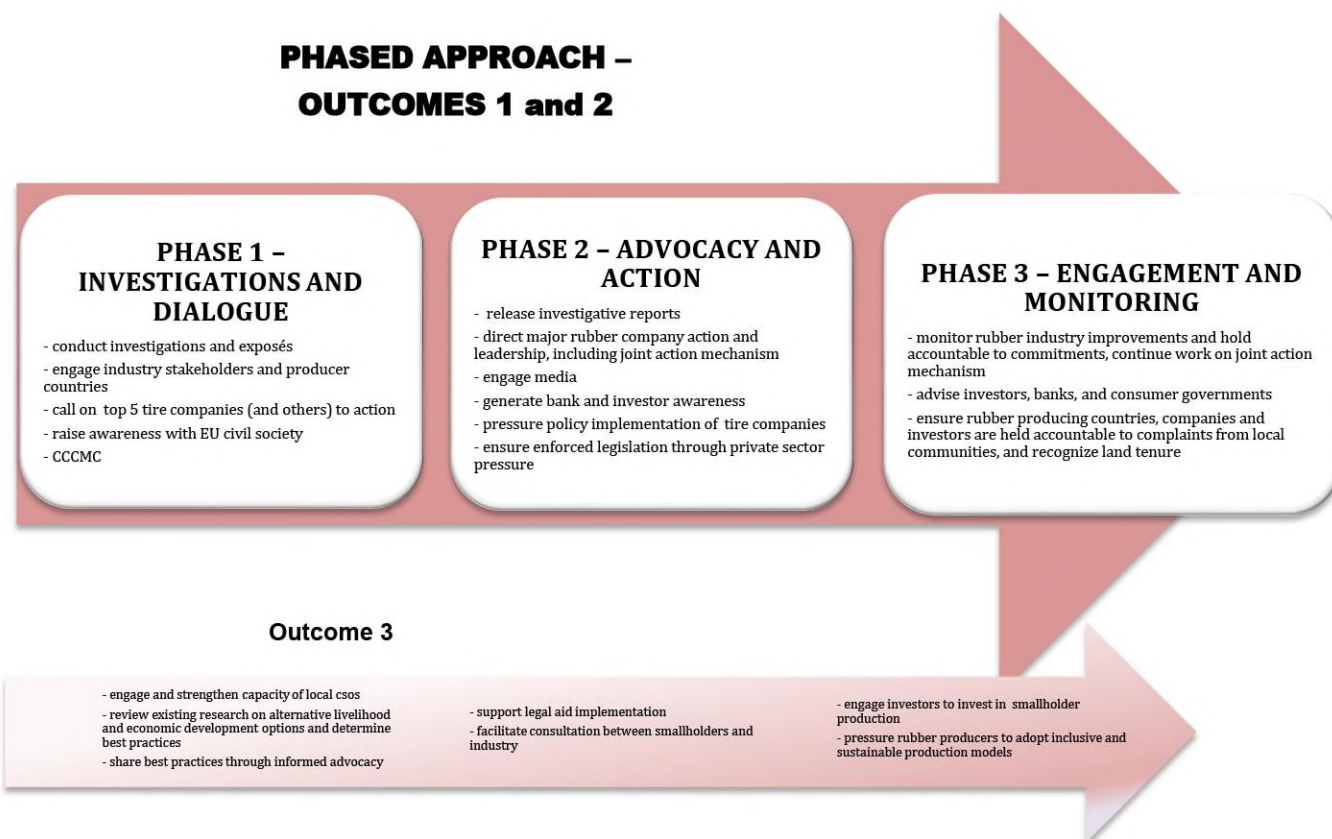 PHASED APPROACH –
OUTCOMES 1 and 2
PHASE 1 –
INVESTIGATIONS AND
DIALOGUE
- conduct investigations and exposés
- engage industry stakeholders and producer
countries
- call on top 5 tire companies (and others) to action
- raise awareness with EU civil society
- CCCMC
PHASE 2 – ADVOCACY AND
ACTION
- release investigative reports
- direct major rubber company action and
leadership, including joint action mechanism
- engage media
- generate bank and investor awareness
- pressure policy implementation of tire companies
- ensure enforced legislation through private sector
pressure
PHASE 3 – ENGAGEMENT AND
MONITORING
- monitor rubber industry improvements and hold
accountable to commitments, continue work on joint action
mechanism
- advise investors, banks, and consumer governments
- ensure rubber producing countries, companies and
investors are held accountable to complaints from local
communities, and recognize land tenure
Outcome 3
- engage and strengthen capacity of local csos
- review existing research on alternative livelihood
and economic development options and determine
best practices
- share best practices through informed advocacy
- support legal aid implementation
- facilitate consultation between smallholders and
industry
- engage investors to invest in smallholder
production
- pressure rubber producers to adopt inclusive and
sustainable production models